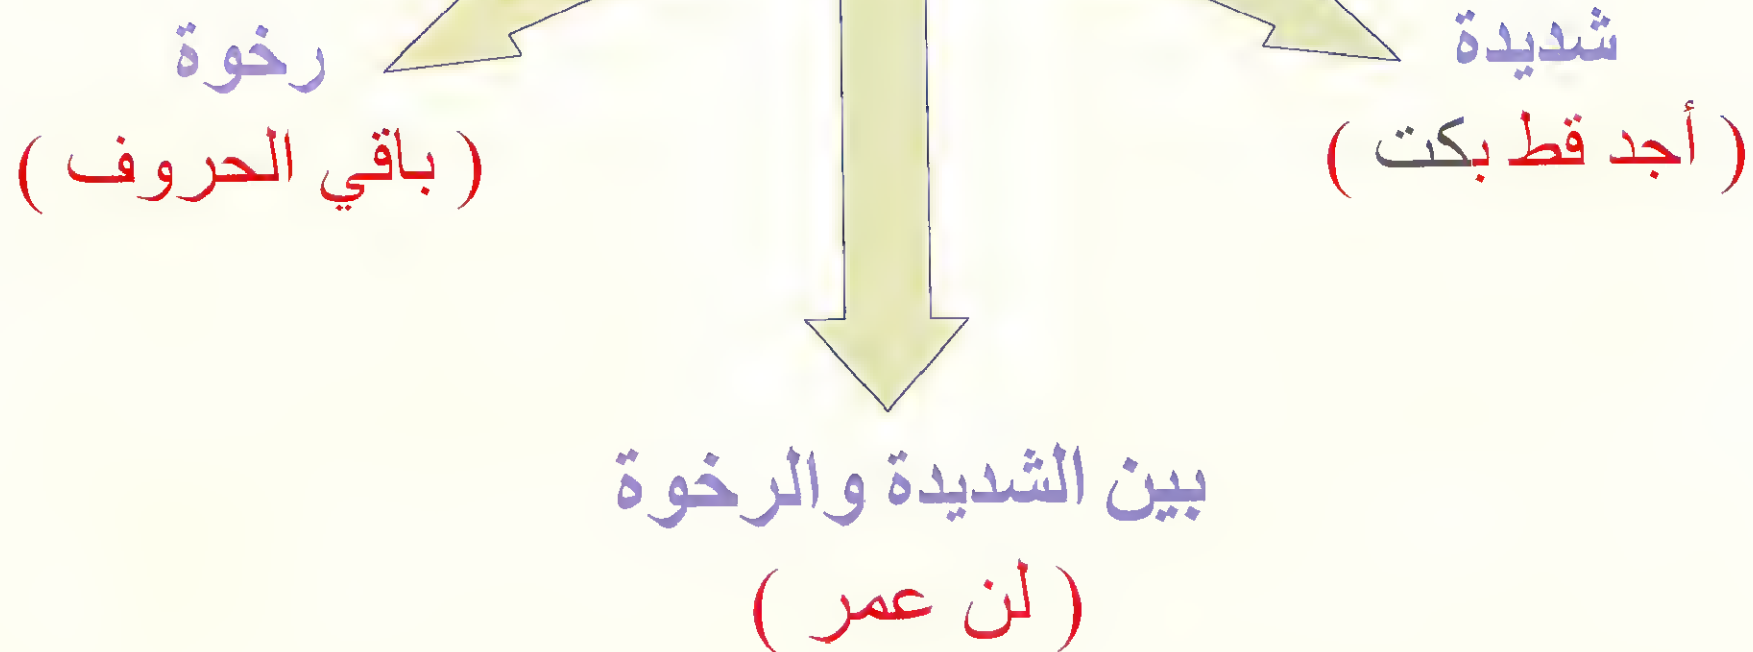 شديدة
( أجد قط بكت )
رخوة
( باقي الحروف )
بين الشديدة والرخوة
( لن عمر )